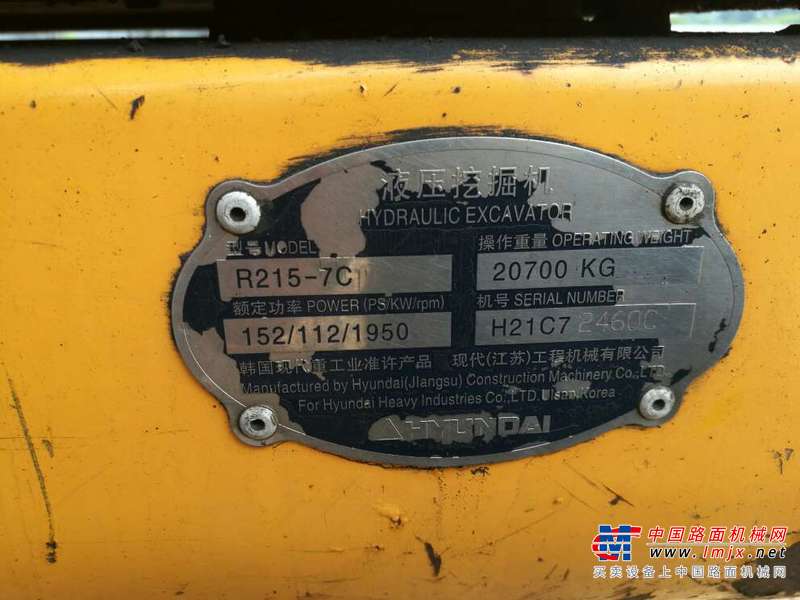 液压挖掘机
HYDRAULIC EXCAVATOR
型号MODEL 操作重量 OPERATING WEIGHT
R215-7C 20700 KG
额定功率 POWER (PS/KW/rpm) 机号 SERIAL NUMBER
152/112/1950 H21C7
韩国现代重工业准许产品 现代(江苏)工程机械有限公司
Manufactured by Hyundai(Jiangsu) Construction Machinery Co.,LTD.
For Hyundai Heavy Industries Co.,LTD. Ulsan.Korea
HYUNDAI
中国路面机械网
www.lmjx.net
买卖设备上中国路面机械网